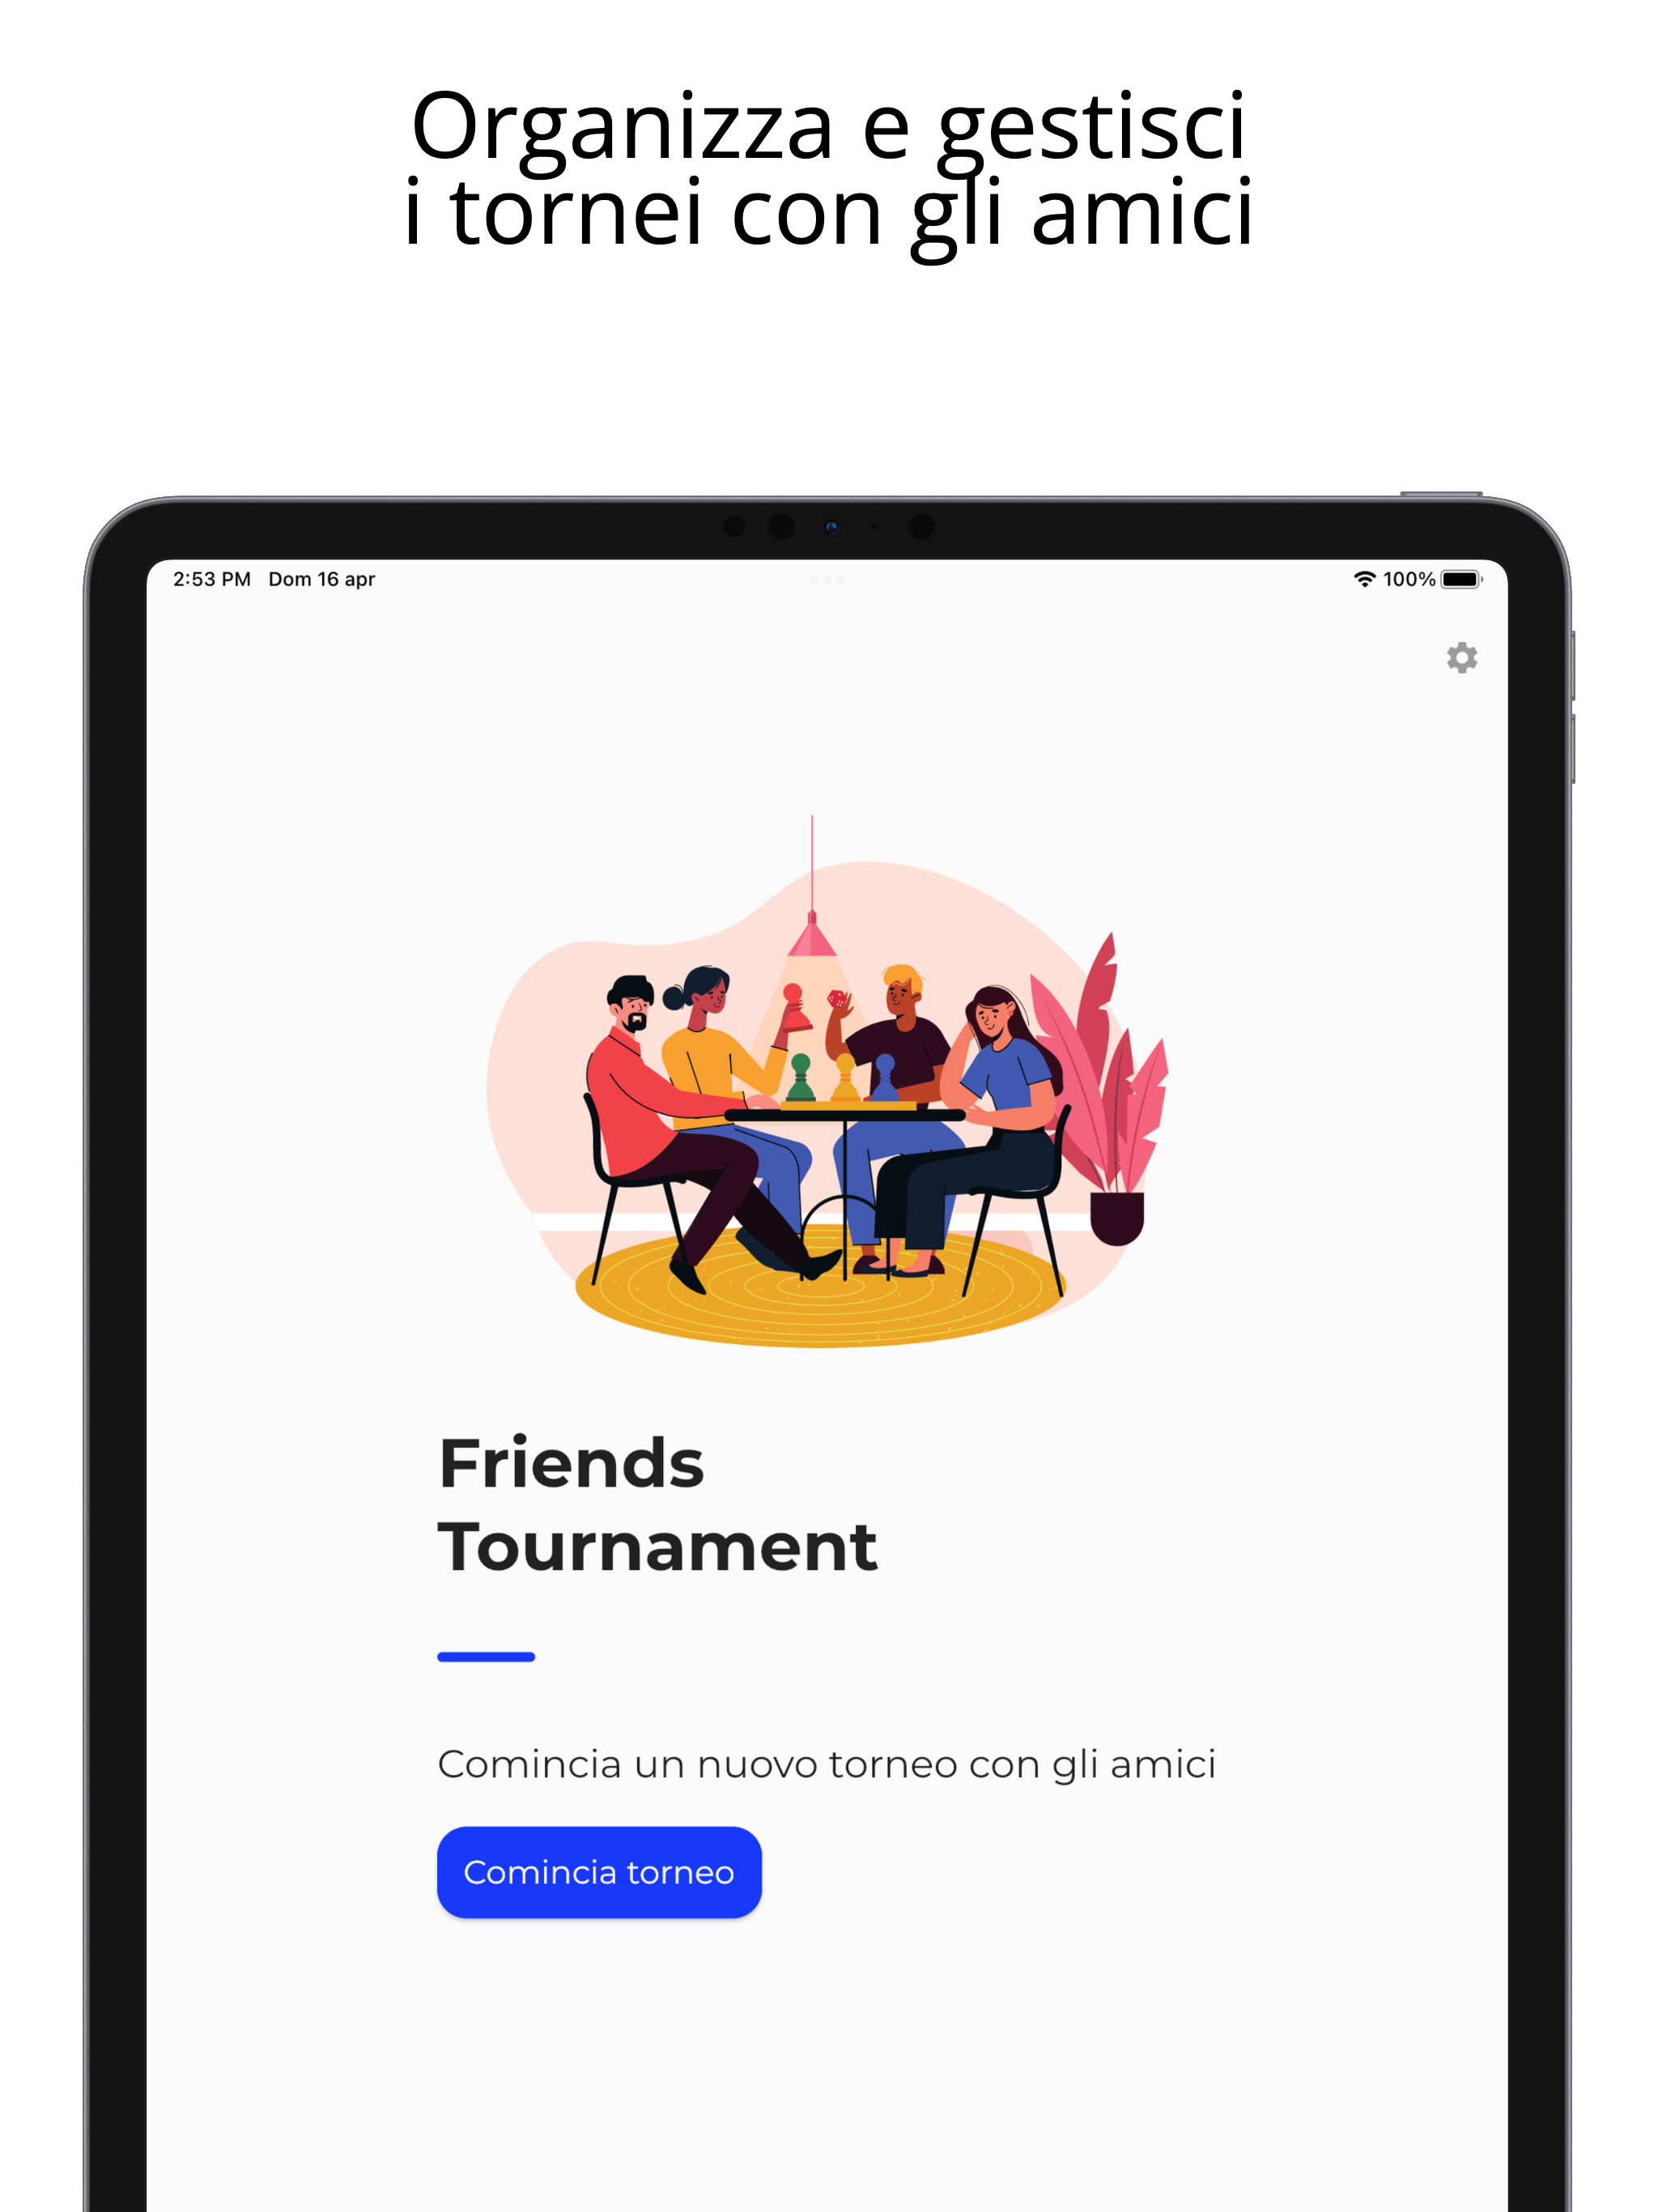 Organizza e gestisci
i tornei con gli amici
2:53 PM Dom 16 apr
100%
Friends
Tournament
Comincia un nuovo torneo con gli amici
Comincia torneo